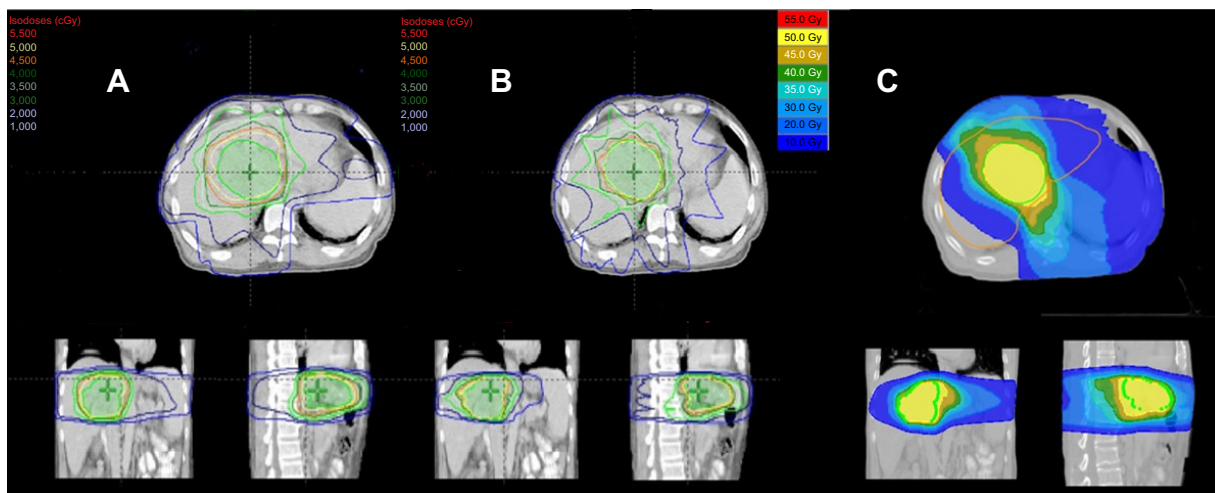 Isodoses (cGy)
5,500
5,000
4,500
4,000
3,500
3,000
2,000
1,000
A
Isodoses (cGy)
5,500
5,000
4,500
4,000
3,500
3,000
2,000
1,000
B
55.0 Gy
50.0 Gy
45.0 Gy
40.0 Gy
35.0 Gy
30.0 Gy
20.0 Gy
10.0 Gy
C